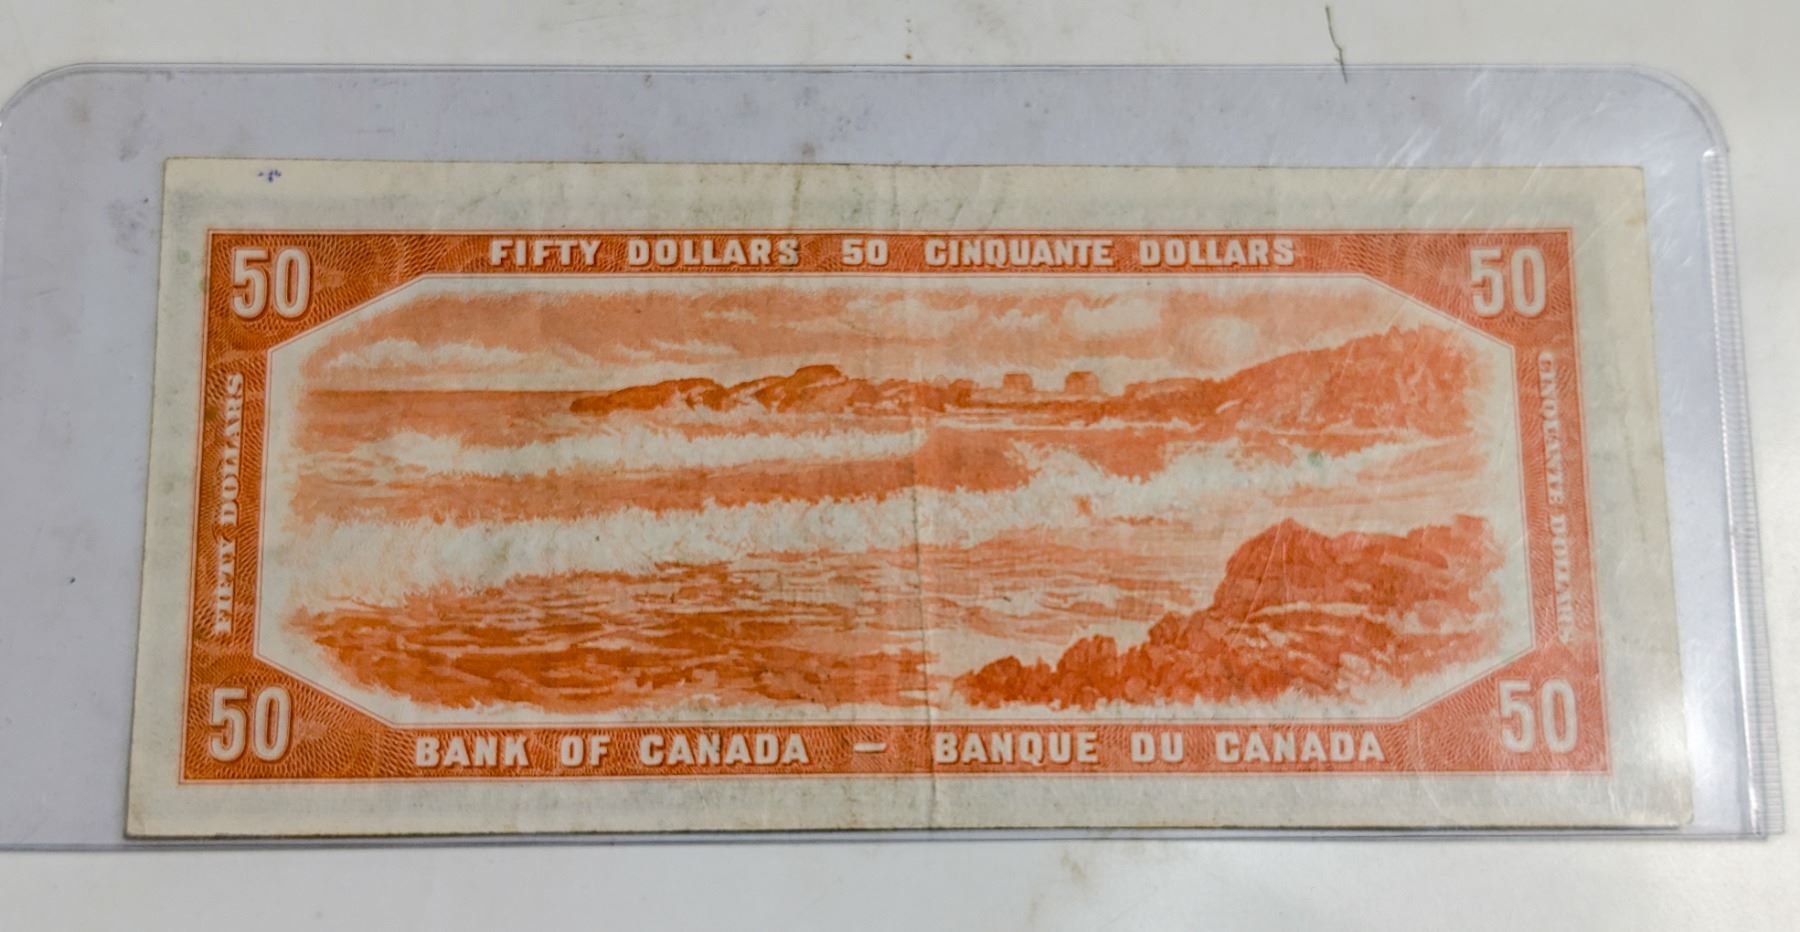 50 FIFTY DOLLARS 50 CINQUANTE DOLLARS 50
FIFTY DOLLARS
CINQUANTE DOLLARS
50 BANK OF CANADA — BANQUE DU CANADA 50